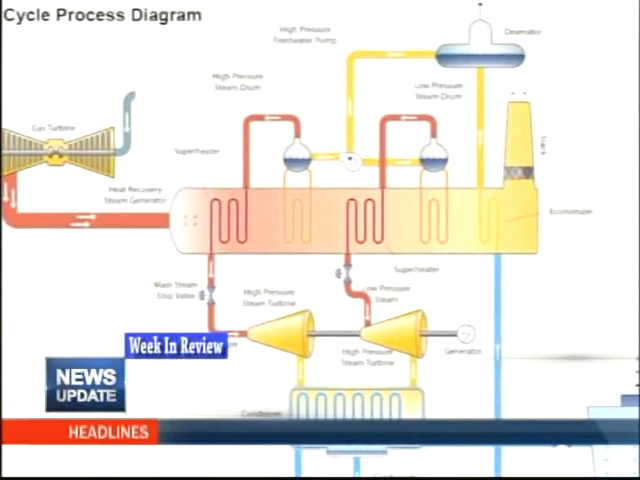 Cycle Process Diagram
High Pressure
Feedwater Pump
Deaerator
High Pressure
Steam Drum
Low Pressure
Steam Drum
Gas Turbine
Stack
Superheater
Heat Recovery
Steam Generator
Economizer
Superheater
Main Steam
Stop Valve
High Pressure
Steam Turbine
Low Pressure
Steam
High Pressure
Steam Turbine
Generator
Week In Review
NEWS
UPDATE
Condenser
HEADLINES